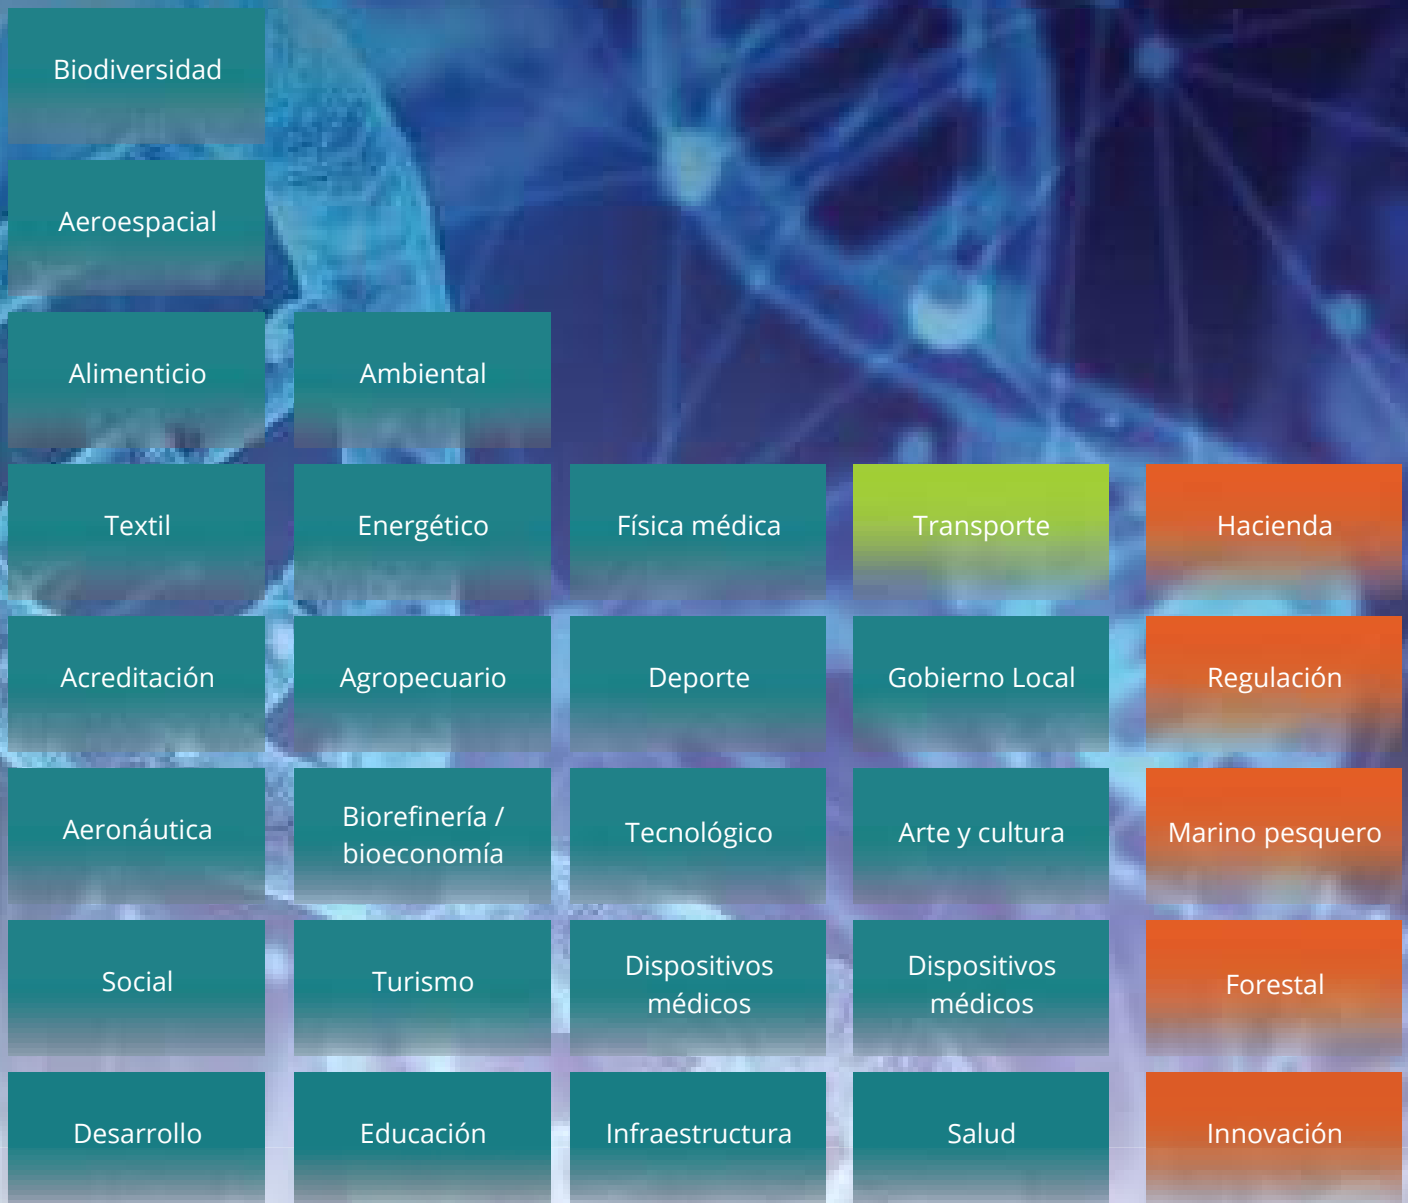 Biodiversidad
Aeroespacial
Alimenticio
Ambiental
Textil
Energético
Física médica
Transporte
Hacienda
Acreditación
Agropecuario
Deporte
Gobierno Local
Regulación
Aeronáutica
Biorefinería /
bioeconomía
Tecnológico
Arte y cultura
Marino pesquero
Social
Turismo
Dispositivos
médicos
Dispositivos
médicos
Forestal
Desarrollo
Educación
Infraestructura
Salud
Innovación